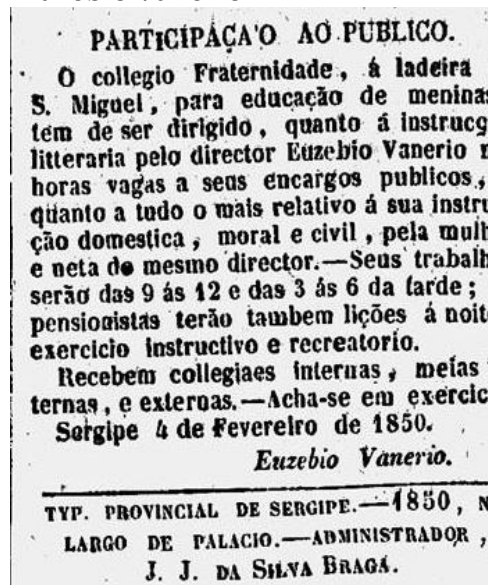 PARTICIPAÇA'O AO PUBLICO.
O collegio Fraternidade, á ladeira
S. Miguel, para educação de meninas
tem de ser dirigido, quanto á instrucç
litteraria pelo director Euzebio Vanerio n
horas vagas a seus encargos publicos,
quanto a tudo o mais relativo á sua instru
ção domestica, moral e civil, pela mulh
e neta do mesmo director.—Seus trabalh
serão das 9 ás 12 e das 3 ás 6 da tarde;
pensionistas terão tambem lições á noite
exercicio instructivo e recreatorio.
Recebem collegiaes internas, meias
ternas, e externas.—Acha-se em exercic
Sergipe 4 de Fevereiro de 1850.
Euzebio Vanerio.
TYP. PROVINCIAL DE SERGIPE.—1850, N
LARGO DE PALACIO.—ADMINISTRADOR,
J. J. DA SILVA BRAGA.